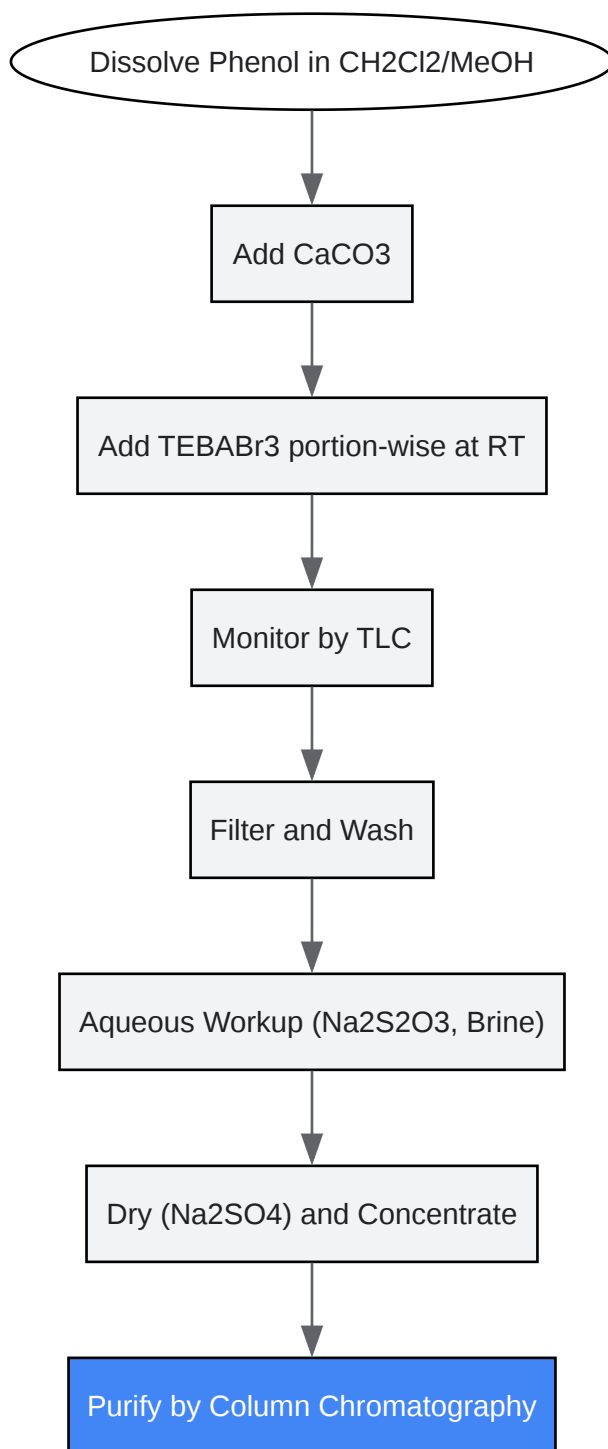 Dissolve Phenol in CH2Cl2/MeOH
Add CaCO3
Add TEBABr3 portion-wise at RT
Monitor by TLC
Filter and Wash
Aqueous Workup (Na2S2O3, Brine)
Dry (Na2SO4) and Concentrate
Purify by Column Chromatography